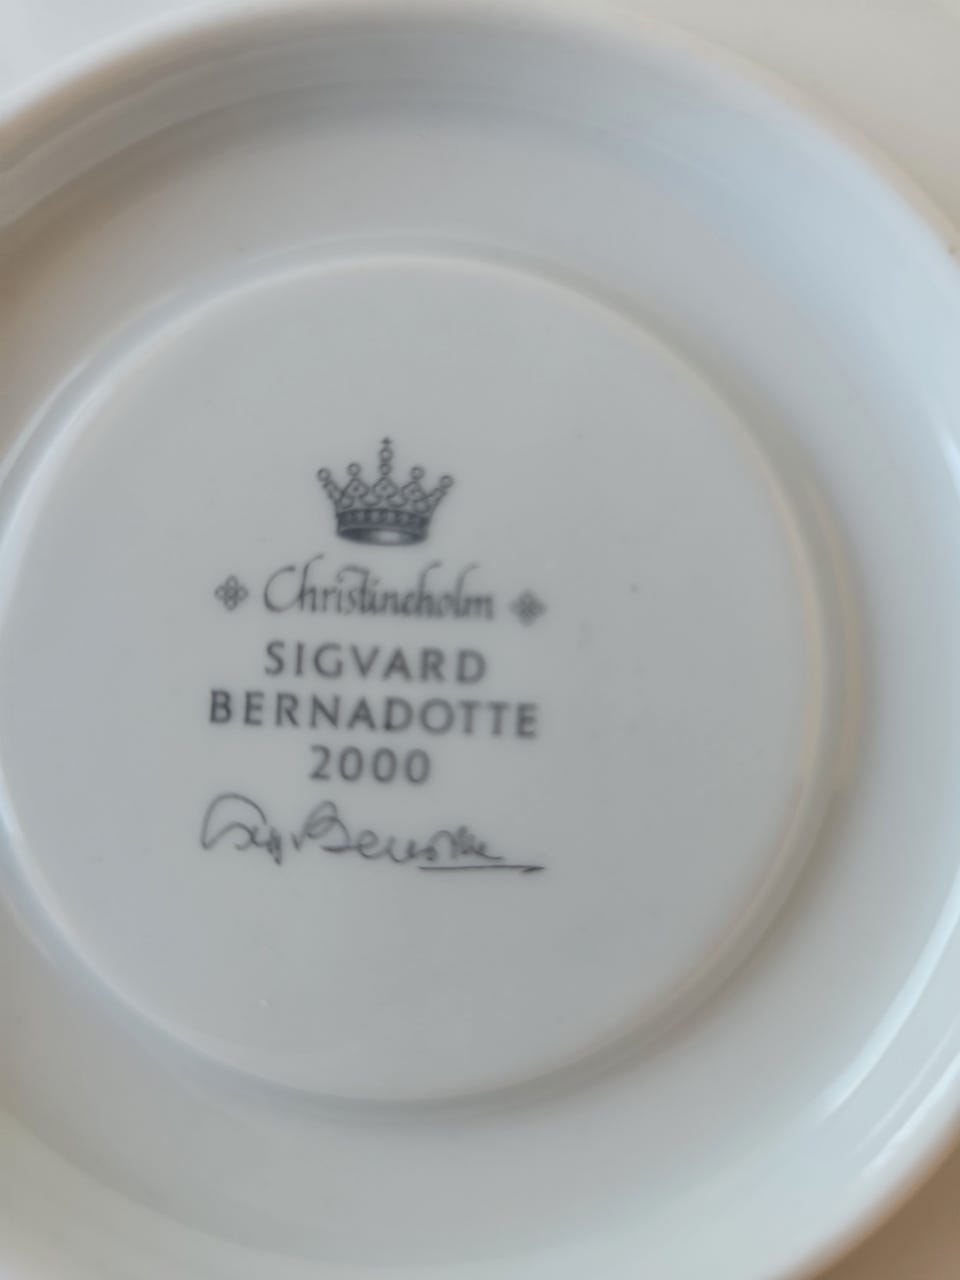 Christineholm
SIGVARD
BERNADOTTE
2000